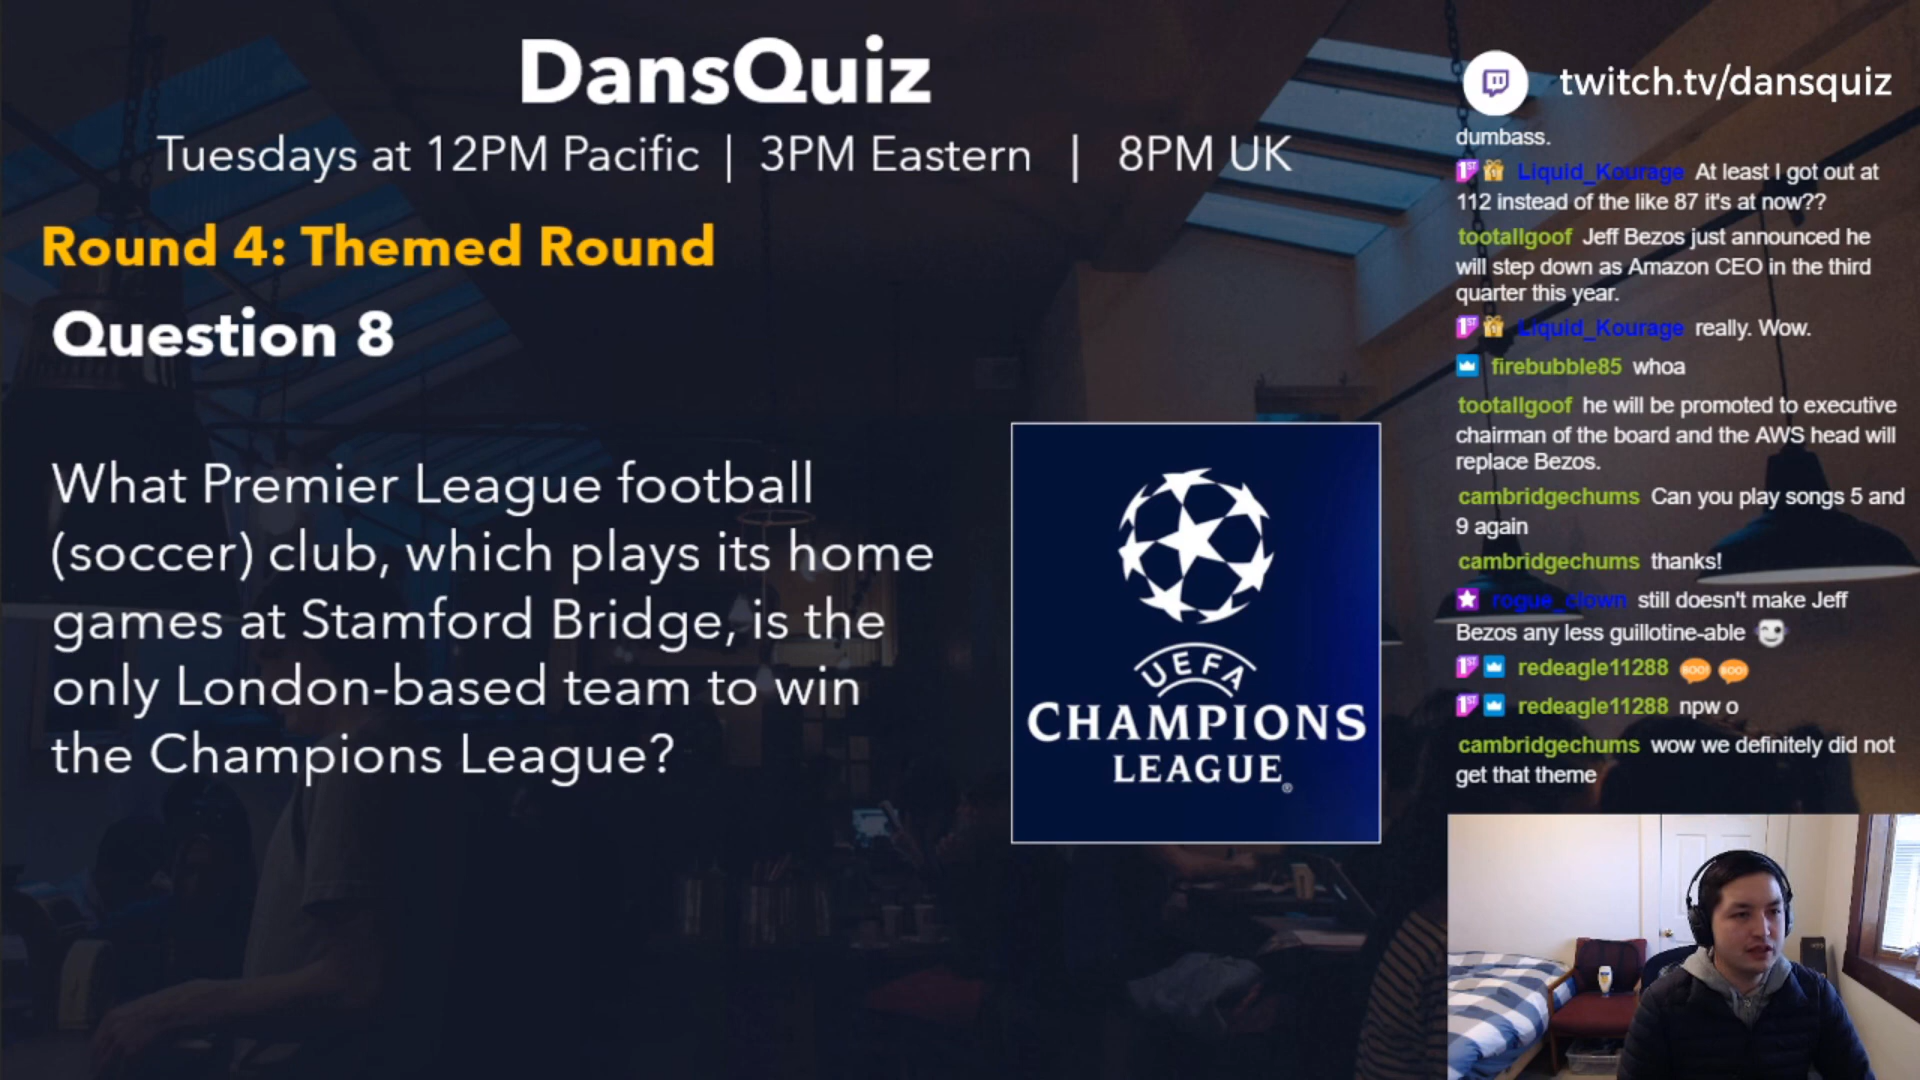 DansQuiz
Tuesdays at 12PM Pacific | 3PM Eastern | 8PM UK
Round 4: Themed Round
Question 8
What Premier League football
(soccer) club, which plays its home
games at Stamford Bridge, is the
only London-based team to win
the Champions League?
UEFA
CHAMPIONS
LEAGUE®
twitch.tv/dansquiz
dumbass.
1ST Liquid_Kourage At least I got out at
112 instead of the like 87 it's at now??
tootallgoof Jeff Bezos just announced he
will step down as Amazon CEO in the third
quarter this year.
1ST Liquid_Kourage really. Wow.
firebubble85 whoa
tootallgoof he will be promoted to executive
chairman of the board and the AWS head will
replace Bezos.
cambridgechums Can you play songs 5 and
9 again
cambridgechums thanks!
rogue_clown still doesn't make Jeff
Bezos any less guillotine-able
1ST redeagle11288 BOO! BOO!
1ST redeagle11288 npw o
cambridgechums wow we definitely did not
get that theme